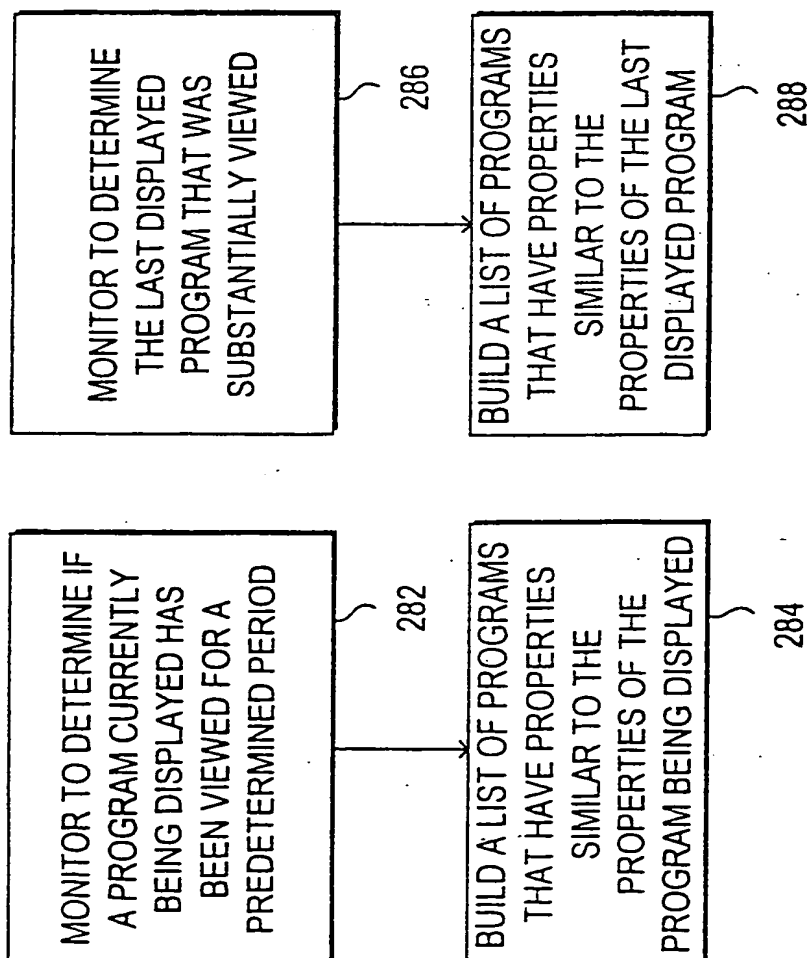 MONITOR TO DETERMINE IF
A PROGRAM CURRENTLY
BEING DISPLAYED HAS
BEEN VIEWED FOR A
PREDETERMINED PERIOD
282
BUILD A LIST OF PROGRAMS
THAT HAVE PROPERTIES
SIMILAR TO THE
PROPERTIES OF THE
PROGRAM BEING DISPLAYED
284
MONITOR TO DETERMINE
THE LAST DISPLAYED
PROGRAM THAT WAS
SUBSTANTIALLY VIEWED
286
BUILD A LIST OF PROGRAMS
THAT HAVE PROPERTIES
SIMILAR TO THE
PROPERTIES OF THE LAST
DISPLAYED PROGRAM
288